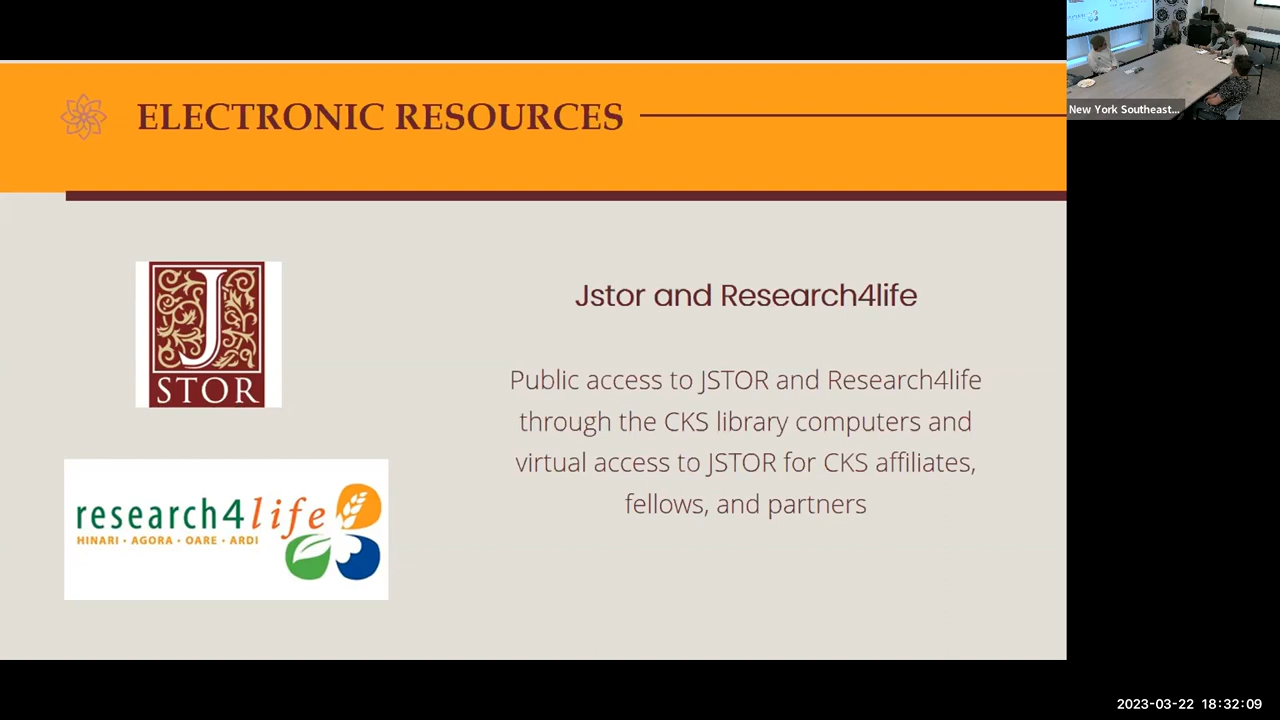 ELECTRONIC RESOURCES
J
STOR
Jstor and Research4life
Public access to JSTOR and Research4life
through the CKS library computers and
virtual access to JSTOR for CKS affiliates,
fellows, and partners
research4life
HINARI • AGORA • OARE • ARDI
New York Southeast...
2023-03-22 18:32:09